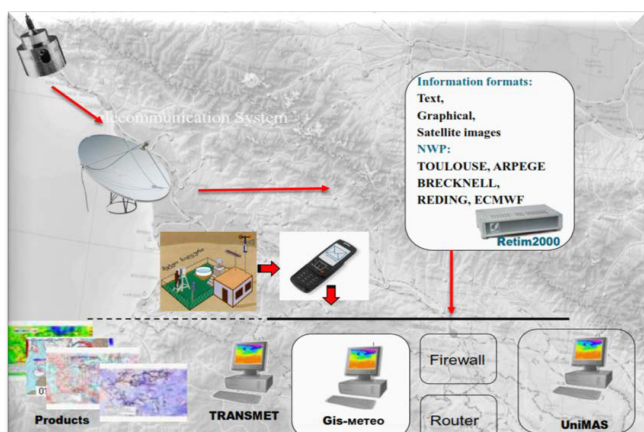 Telecommunication System
Information formats:
Text,
Graphical,
Satellite images
NWP:
TOULOUSE, ARPEGE
BRECKNELL,
REDING, ECMWF
Retim2000
Products
TRANSMET
Gis-метео
Firewall
Router
UniMAS